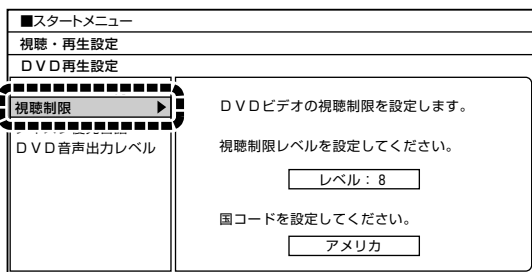 ■スタートメニュー
視聴・再生設定
ＤＶＤ再生設定
視聴制限 ▶
ＤＶＤ音声出力レベル
ＤＶＤビデオの視聴制限を設定します。
視聴制限レベルを設定してください。
レベル：８
国コードを設定してください。
アメリカ